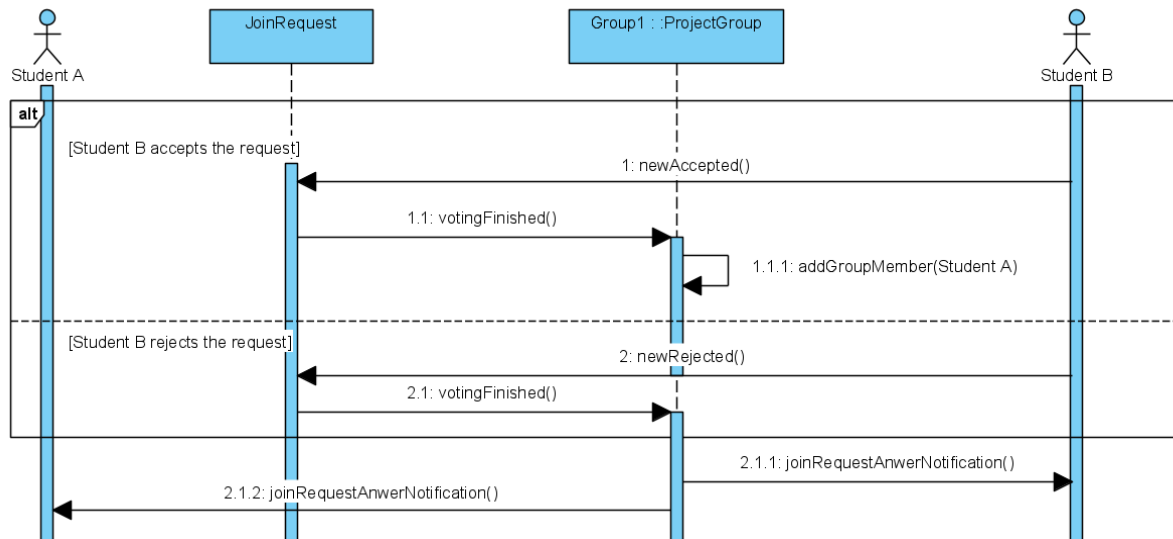 JoinRequest
Group1 : :ProjectGroup
Student A
Student B
alt
[Student B accepts the request]
1: newAccepted()
1.1: votingFinished()
1.1.1: addGroupMember(Student A)
[Student B rejects the request]
2: newRejected()
2.1: votingFinished()
2.1.1: joinRequestAnwerNotification()
2.1.2: joinRequestAnwerNotification()